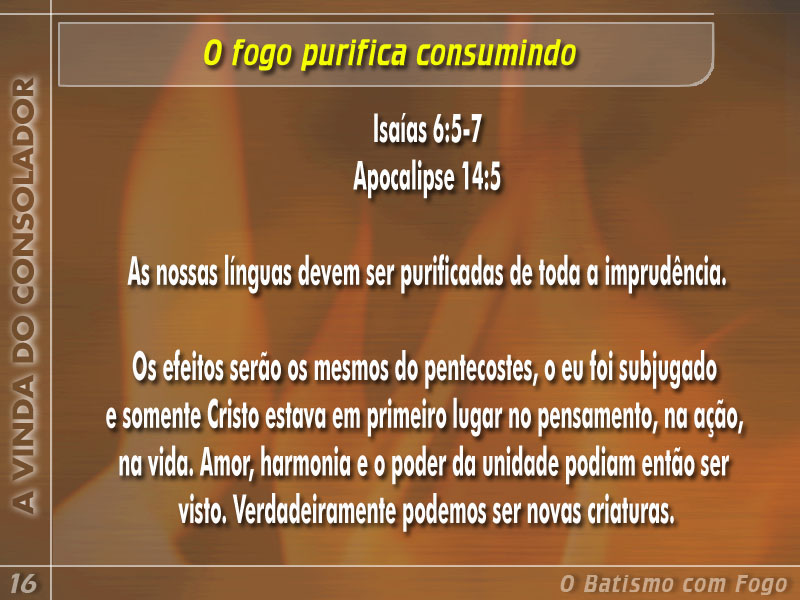 O fogo purifica consumindo
A VINDA DO CONSOLADOR
Isaías 6:5-7
Apocalipse 14:5
As nossas línguas devem ser purificadas de toda a imprudência.
Os efeitos serão os mesmos do pentecostes, o eu foi subjugado
e somente Cristo estava em primeiro lugar no pensamento, na ação,
na vida. Amor, harmonia e o poder da unidade podiam então ser
visto. Verdadeiramente podemos ser novas criaturas.
16
O Batismo com Fogo